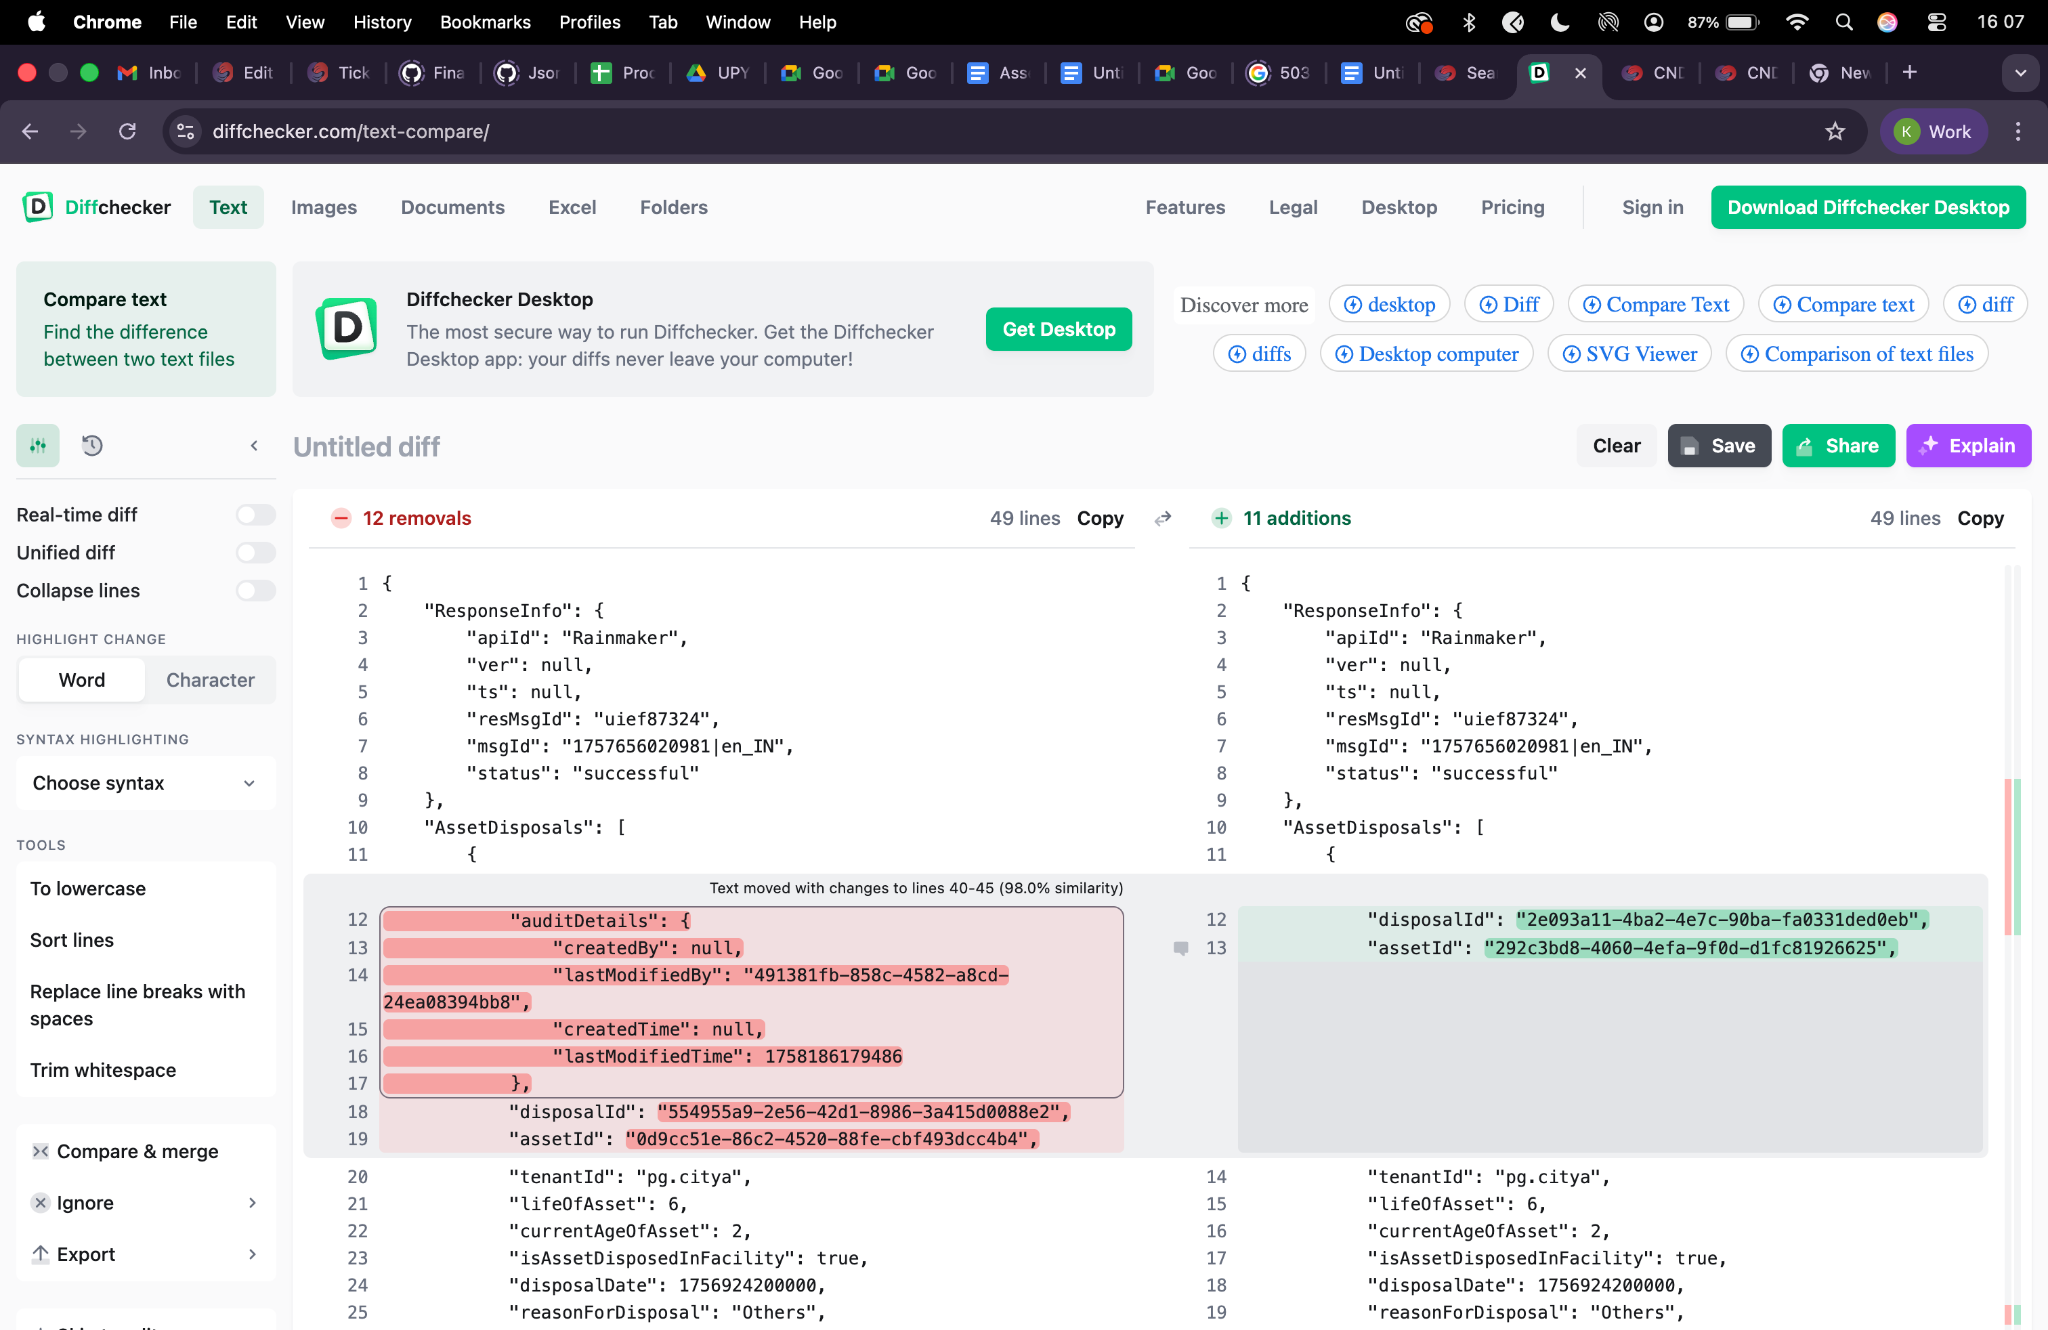 Chrome File Edit View History Bookmarks Profiles Tab Window Help 87% 16 07
Inbo Edit Tick Fina Jsor Proc UPY Goo Goo Ass Unti Goo 503 Unti Sea CND CND New
diffchecker.com/text-compare/ K Work
D Diffchecker Text Images Documents Excel Folders Features Legal Desktop Pricing Sign in Download Diffchecker Desktop
Compare text
Find the difference
between two text files
D
Diffchecker Desktop
The most secure way to run Diffchecker. Get the Diffchecker
Desktop app: your diffs never leave your computer!
Get Desktop
Discover more desktop Diff Compare Text Compare text diff
diffs Desktop computer SVG Viewer Comparison of text files
Untitled diff Clear Save Share Explain
Real-time diff
Unified diff
Collapse lines
HIGHLIGHT CHANGE
Word Character
SYNTAX HIGHLIGHTING
Choose syntax
TOOLS
To lowercase
Sort lines
Replace line breaks with
spaces
Trim whitespace
Compare & merge
Ignore
Export
12 removals 49 lines Copy
1 {
2 "ResponseInfo": {
3 "apiId": "Rainmaker",
4 "ver": null,
5 "ts": null,
6 "resMsgId": "uief87324",
7 "msgId": "1757656020981|en_IN",
8 "status": "successful"
9 },
10 "AssetDisposals": [
11 {
Text moved with changes to lines 40-45 (98.0% similarity)
12 "auditDetails": {
13 "createdBy": null,
14 "lastModifiedBy": "491381fb-858c-4582-a8cd-
24ea08394bb8",
15 "createdTime": null,
16 "lastModifiedTime": 1758186179486
17 },
18 "disposalId": "554955a9-2e56-42d1-8986-3a415d0088e2",
19 "assetId": "0d9cc51e-86c2-4520-88fe-cbf493dcc4b4",
20 "tenantId": "pg.citya",
21 "lifeOfAsset": 6,
22 "currentAgeOfAsset": 2,
23 "isAssetDisposedInFacility": true,
24 "disposalDate": 1756924200000,
25 "reasonForDisposal": "Others",
11 additions 49 lines Copy
1 {
2 "ResponseInfo": {
3 "apiId": "Rainmaker",
4 "ver": null,
5 "ts": null,
6 "resMsgId": "uief87324",
7 "msgId": "1757656020981|en_IN",
8 "status": "successful"
9 },
10 "AssetDisposals": [
11 {
12 "disposalId": "2e093a11-4ba2-4e7c-90ba-fa0331ded0eb",
13 "assetId": "292c3bd8-4060-4efa-9f0d-d1fc81926625",
14 "tenantId": "pg.citya",
15 "lifeOfAsset": 6,
16 "currentAgeOfAsset": 2,
17 "isAssetDisposedInFacility": true,
18 "disposalDate": 1756924200000,
19 "reasonForDisposal": "Others",